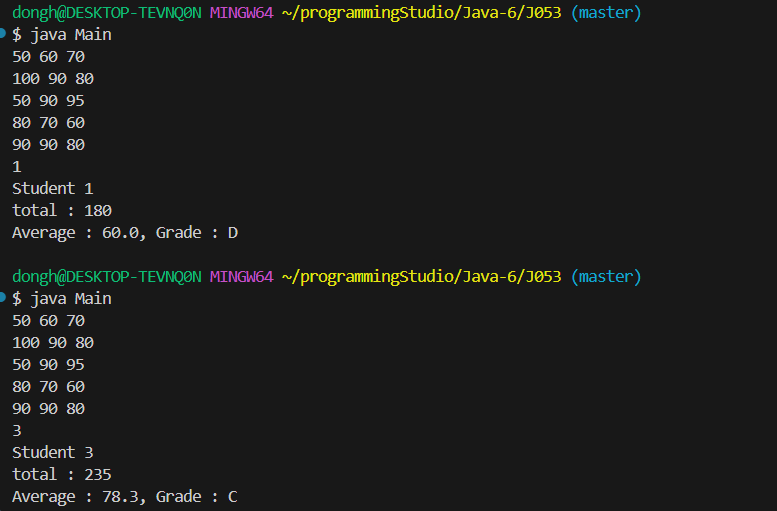 dongh@DESKTOP-TEVNQ0N MINGW64 ~/programmingStudio/Java-6/J053 (master)
$ java Main
50 60 70
100 90 80
50 90 95
80 70 60
90 90 80
1
Student 1
total : 180
Average : 60.0, Grade : D
dongh@DESKTOP-TEVNQ0N MINGW64 ~/programmingStudio/Java-6/J053 (master)
$ java Main
50 60 70
100 90 80
50 90 95
80 70 60
90 90 80
3
Student 3
total : 235
Average : 78.3, Grade : C